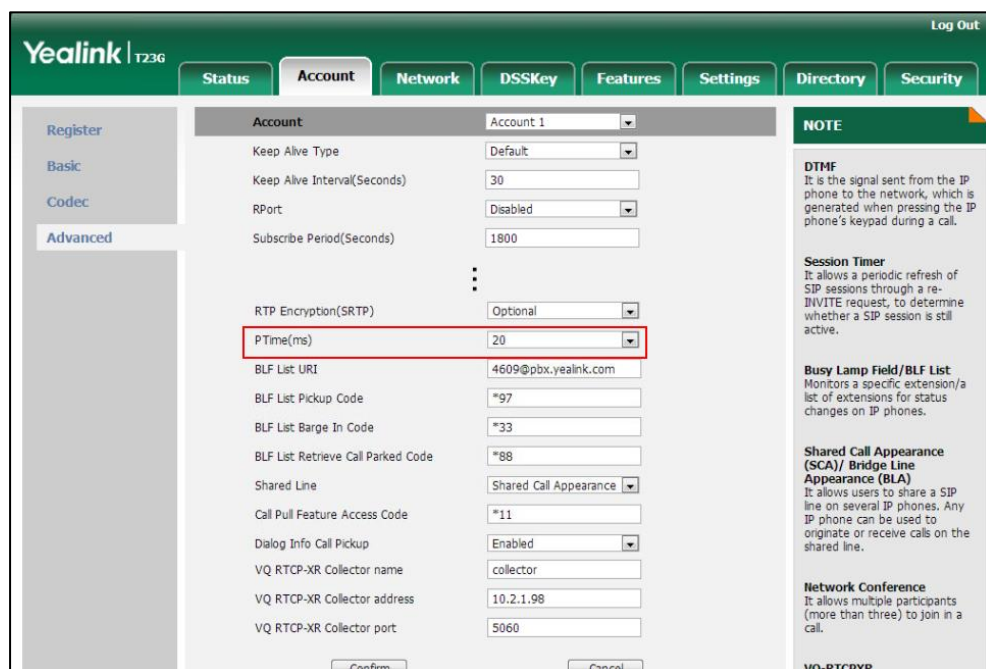 Log Out
Yealink | T23G
Status Account Network DSSKey Features Settings Directory Security
Register
Basic
Codec
Advanced
Account Account 1
Keep Alive Type Default
Keep Alive Interval(Seconds) 30
RPort Disabled
Subscribe Period(Seconds) 1800
RTP Encryption(SRTP) Optional
PTime(ms) 20
BLF List URI 4609@pbx.yealink.com
BLF List Pickup Code *97
BLF List Barge In Code *33
BLF List Retrieve Call Parked Code *88
Shared Line Shared Call Appearance
Call Pull Feature Access Code *11
Dialog Info Call Pickup Enabled
VQ RTCP-XR Collector name collector
VQ RTCP-XR Collector address 10.2.1.98
VQ RTCP-XR Collector port 5060
Confirm Cancel
NOTE
DTMF
It is the signal sent from the IP
phone to the network, which is
generated when pressing the IP
phone's keypad during a call.
Session Timer
It allows a periodic refresh of
SIP sessions through a re-
INVITE request, to determine
whether a SIP session is still
active.
Busy Lamp Field/BLF List
Monitors a specific extension/a
list of extensions for status
changes on IP phones.
Shared Call Appearance
(SCA)/ Bridge Line
Appearance (BLA)
It allows users to share a SIP
line on several IP phones. Any
IP phone can be used to
originate or receive calls on the
shared line.
Network Conference
It allows multiple participants
(more than three) to join in a
call.
VQ-RTCPXR